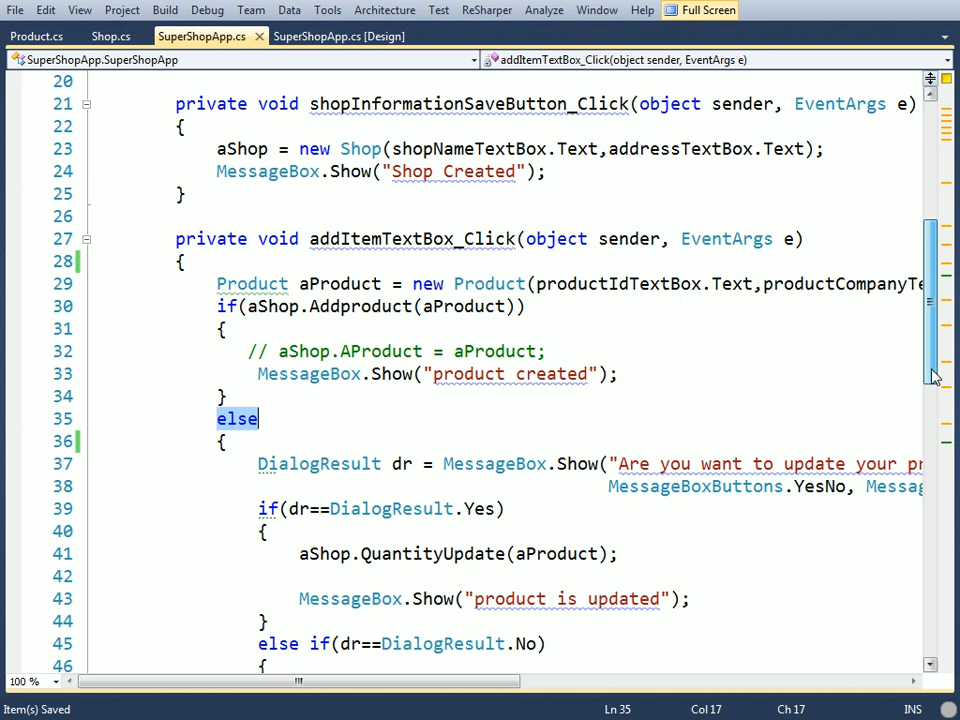 File Edit View Project Build Debug Team Data Tools Architecture Test ReSharper Analyze Window Help Full Screen
Product.cs Shop.cs SuperShopApp.cs SuperShopApp.cs [Design]
SuperShopApp.SuperShopApp addItemTextBox_Click(object sender, EventArgs e)
20
21 private void shopInformationSaveButton_Click(object sender, EventArgs e)
22 {
23 aShop = new Shop(shopNameTextBox.Text,addressTextBox.Text);
24 MessageBox.Show("Shop Created");
25 }
26
27 private void addItemTextBox_Click(object sender, EventArgs e)
28 {
29 Product aProduct = new Product(productIdTextBox.Text,productCompanyTe
30 if(aShop.Addproduct(aProduct))
31 {
32 // aShop.AProduct = aProduct;
33 MessageBox.Show("product created");
34 }
35 else
36 {
37 DialogResult dr = MessageBox.Show("Are you want to update your pr
38 MessageBoxButtons.YesNo, Messag
39 if(dr==DialogResult.Yes)
40 {
41 aShop.QuantityUpdate(aProduct);
42
43 MessageBox.Show("product is updated");
44 }
45 else if(dr==DialogResult.No)
46 {
100 %
Item(s) Saved Ln 35 Col 17 Ch 17 INS